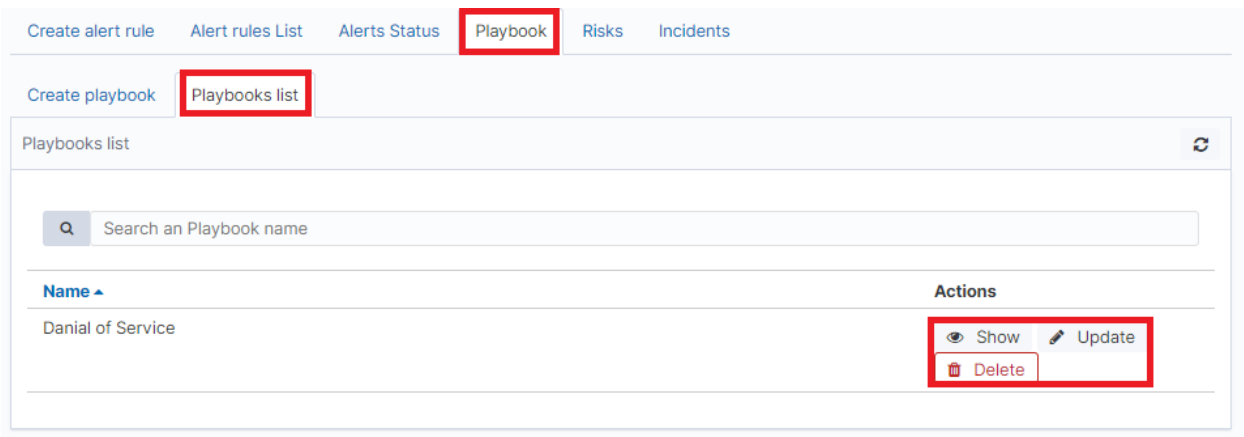 Create alert rule Alert rules List Alerts Status Playbook Risks Incidents
Create playbook Playbooks list
Playbooks list
Search an Playbook name
Name Actions
Danial of Service Show Update
Delete